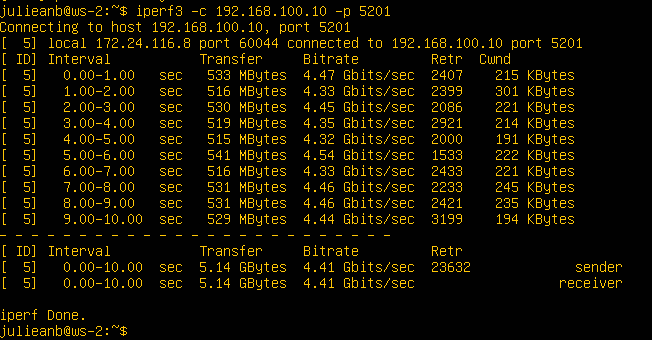 julieanb@ws-2:~$ iperf3 -c 192.168.100.10 -p 5201
Connecting to host 192.168.100.10, port 5201
[  5] local 172.24.116.8 port 60044 connected to 192.168.100.10 port 5201
[ ID] Interval           Transfer     Bitrate         Retr  Cwnd
[  5]   0.00-1.00   sec   533 MBytes  4.47 Gbits/sec  2407    215 KBytes
[  5]   1.00-2.00   sec   516 MBytes  4.33 Gbits/sec  2399    301 KBytes
[  5]   2.00-3.00   sec   530 MBytes  4.45 Gbits/sec  2086    221 KBytes
[  5]   3.00-4.00   sec   519 MBytes  4.35 Gbits/sec  2921    214 KBytes
[  5]   4.00-5.00   sec   515 MBytes  4.32 Gbits/sec  2000    191 KBytes
[  5]   5.00-6.00   sec   541 MBytes  4.54 Gbits/sec  1533    222 KBytes
[  5]   6.00-7.00   sec   516 MBytes  4.33 Gbits/sec  2433    221 KBytes
[  5]   7.00-8.00   sec   531 MBytes  4.46 Gbits/sec  2233    245 KBytes
[  5]   8.00-9.00   sec   531 MBytes  4.46 Gbits/sec  2421    235 KBytes
[  5]   9.00-10.00  sec   529 MBytes  4.44 Gbits/sec  3199    194 KBytes
- - - - - - - - - - - - - - - - - - - - - - - - -
[ ID] Interval           Transfer     Bitrate         Retr
[  5]   0.00-10.00  sec  5.14 GBytes  4.41 Gbits/sec  23632             sender
[  5]   0.00-10.00  sec  5.14 GBytes  4.41 Gbits/sec                  receiver

iperf Done.
julieanb@ws-2:~$